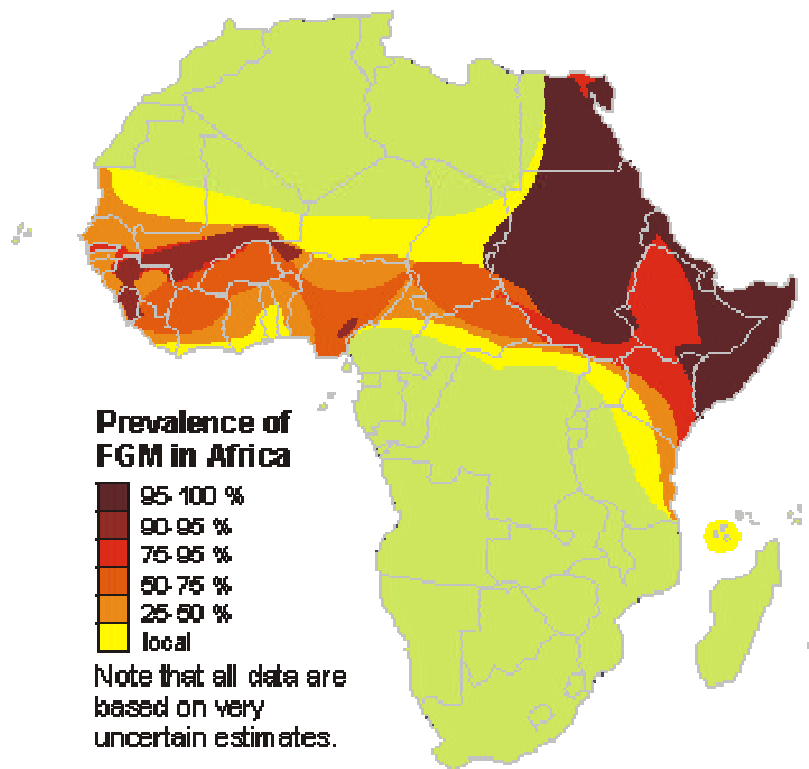 Prevalence of
FGM in Africa
95-100 %
90-95 %
75-95 %
50-75 %
25-50 %
local
Note that all data are
based on very
uncertain estimates.